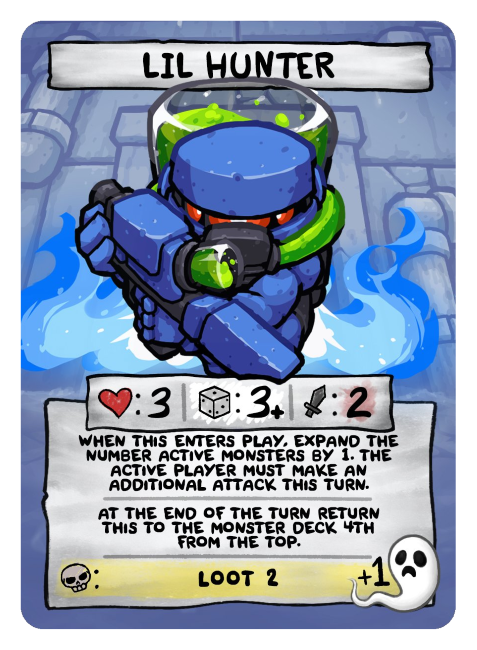 LIL HUNTER
:3 :3+ :2
WHEN THIS ENTERS PLAY, EXPAND THE
NUMBER ACTIVE MONSTERS BY 1. THE
ACTIVE PLAYER MUST MAKE AN
ADDITIONAL ATTACK THIS TURN.
AT THE END OF THE TURN RETURN
THIS TO THE MONSTER DECK 4TH
FROM THE TOP.
: LOOT 2 +1